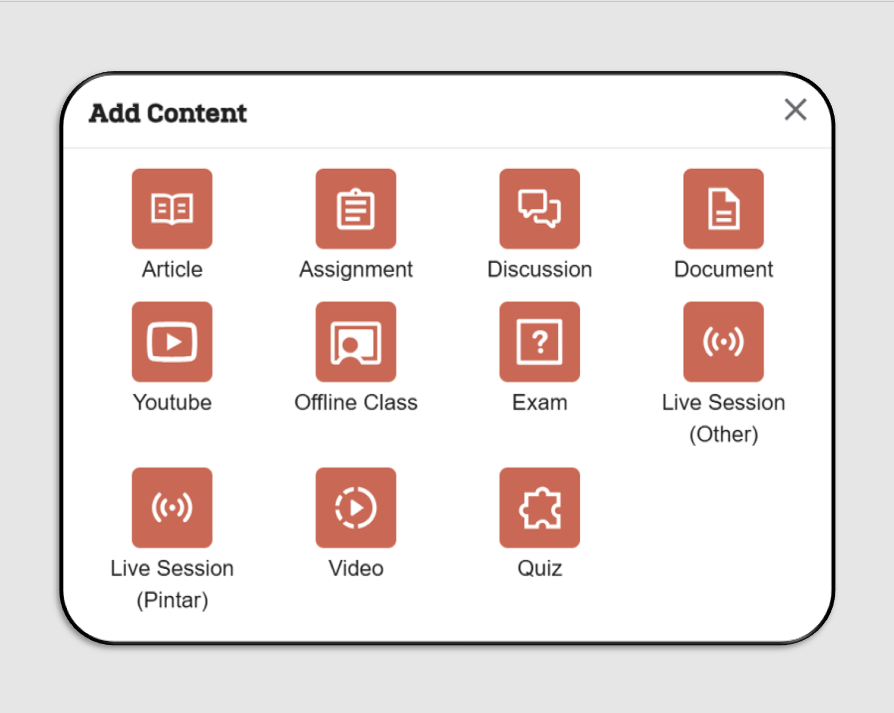 Add Content
Article
Assignment
Discussion
Document
Youtube
Offline Class
Exam
Live Session
(Other)
Live Session
(Pintar)
Video
Quiz